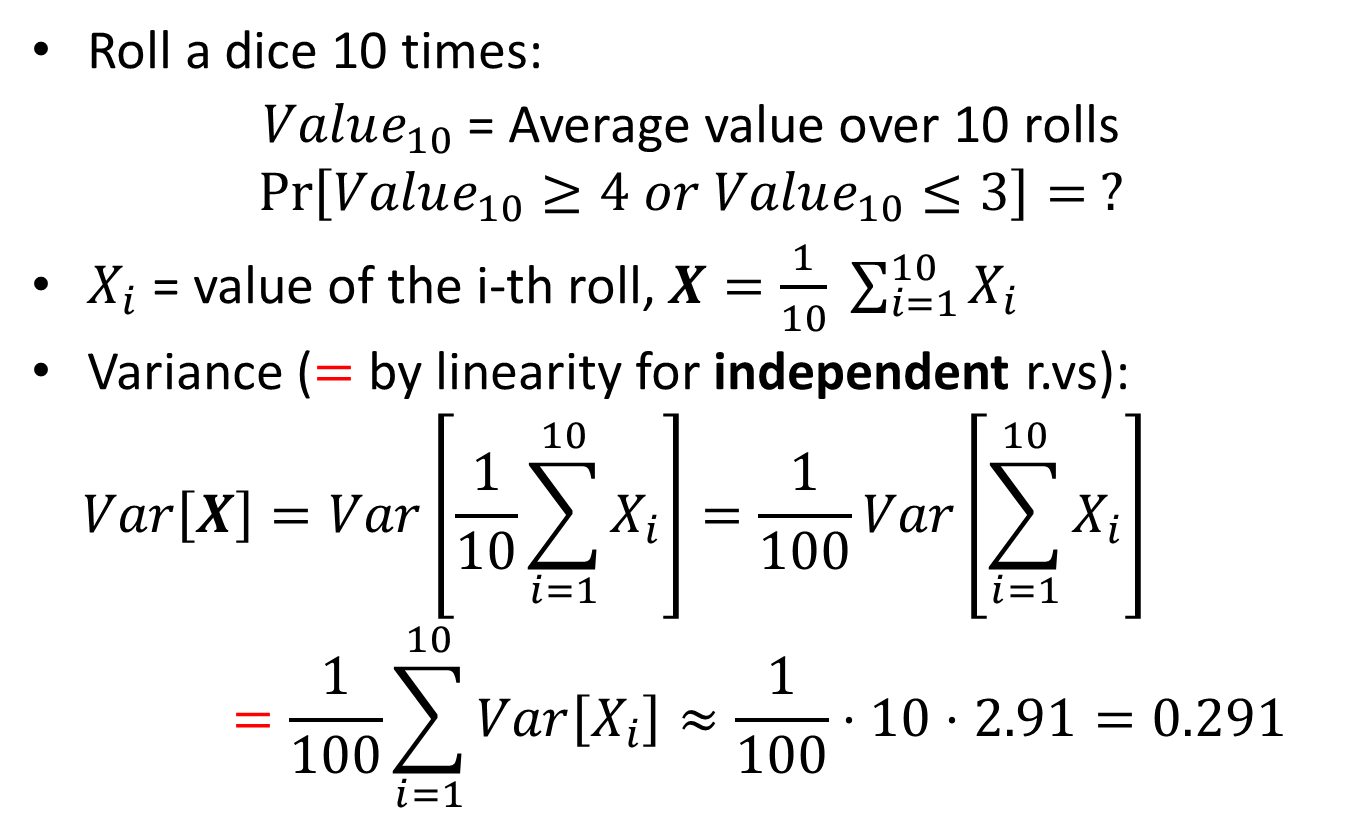 • Roll a dice 10 times:
Value₁₀ = Average value over 10 rolls
Pr[Value₁₀ ≥ 4 or Value₁₀ ≤ 3] = ?
• Xᵢ = value of the i-th roll, X = 1/10 ∑ᵢ₌₁¹⁰ Xᵢ
• Variance (= by linearity for independent r.vs):
Var[X] = Var[1/10 ∑ᵢ₌₁¹⁰ Xᵢ] = 1/100 Var[∑ᵢ₌₁¹⁰ Xᵢ]
= 1/100 ∑ᵢ₌₁¹⁰ Var[Xᵢ] ≈ 1/100 · 10 · 2.91 = 0.291